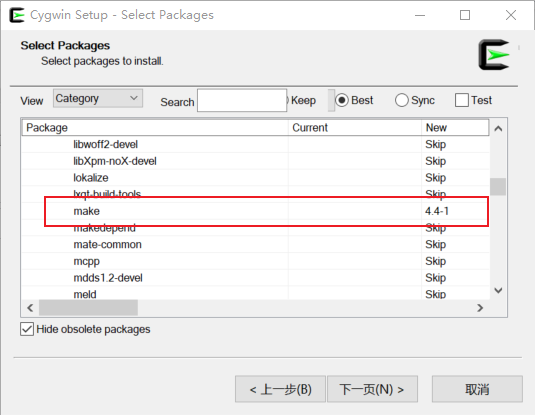 Cygwin Setup - Select Packages
Select Packages
Select packages to install.
View Category Search Keep Best Sync Test
Package Current New
libwoff2-devel Skip
libXpm-noX-devel Skip
lokalize Skip
lxqt-build-tools Skip
make 4.4-1
makedepend Skip
mate-common Skip
mcpp Skip
mdds1.2-devel Skip
meld Skip
Hide obsolete packages
< 上一步(B) 下一页(N) > 取消